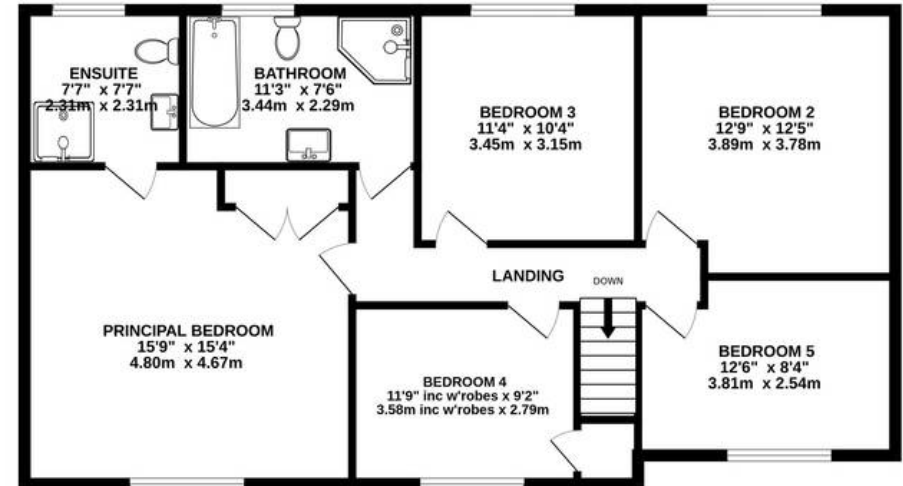 ENSUITE
7'7" x 7'7"
2.31m x 2.31m
BATHROOM
11'3" x 7'6"
3.44m x 2.29m
BEDROOM 3
11'4" x 10'4"
3.45m x 3.15m
BEDROOM 2
12'9" x 12'5"
3.89m x 3.78m
LANDING
DOWN
PRINCIPAL BEDROOM
15'9" x 15'4"
4.80m x 4.67m
BEDROOM 4
11'9" inc w'robes x 9'2"
3.58m inc w'robes x 2.79m
BEDROOM 5
12'6" x 8'4"
3.81m x 2.54m